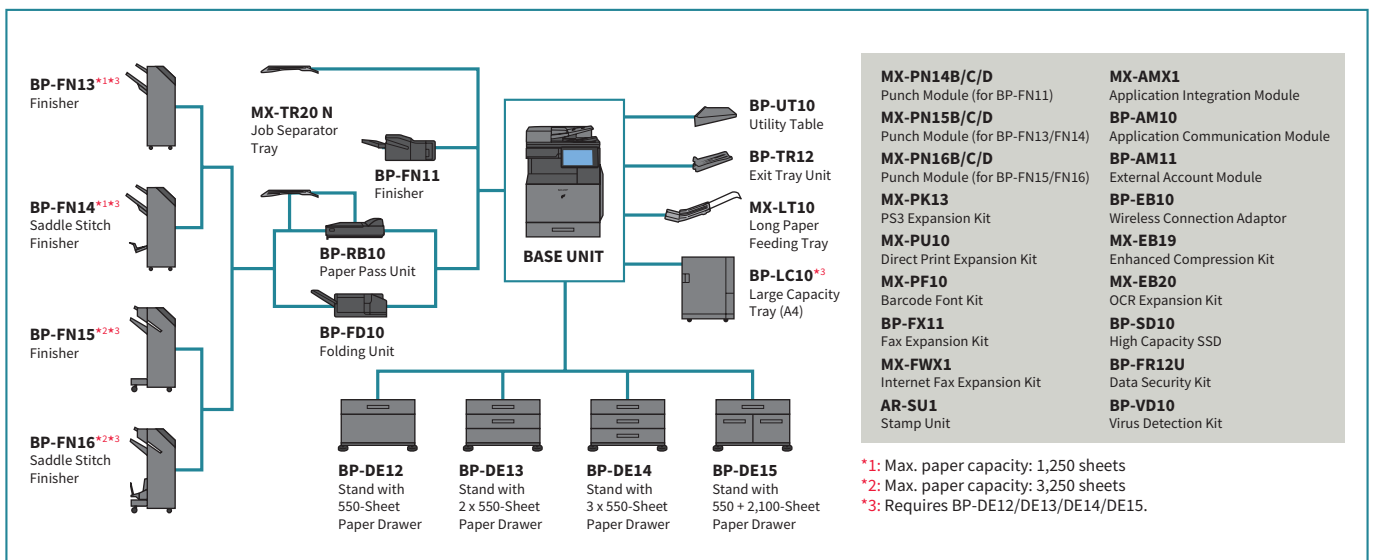 BP-FN13*1*3
Finisher
BP-FN14*1*3
Saddle Stitch
Finisher
BP-FN15*2*3
Finisher
BP-FN16*2*3
Saddle Stitch
Finisher
MX-TR20 N
Job Separator
Tray
BP-FN11
Finisher
BP-RB10
Paper Pass Unit
BP-FD10
Folding Unit
BASE UNIT
BP-UT10
Utility Table
BP-TR12
Exit Tray Unit
MX-LT10
Long Paper
Feeding Tray
BP-LC10*3
Large Capacity
Tray (A4)
BP-DE12
Stand with
550-Sheet
Paper Drawer
BP-DE13
Stand with
2 x 550-Sheet
Paper Drawer
BP-DE14
Stand with
3 x 550-Sheet
Paper Drawer
BP-DE15
Stand with
550 + 2,100-Sheet
Paper Drawer
MX-PN14B/C/D
Punch Module (for BP-FN11)
MX-PN15B/C/D
Punch Module (for BP-FN13/FN14)
MX-PN16B/C/D
Punch Module (for BP-FN15/FN16)
MX-PK13
PS3 Expansion Kit
MX-PU10
Direct Print Expansion Kit
MX-PF10
Barcode Font Kit
BP-FX11
Fax Expansion Kit
MX-FWX1
Internet Fax Expansion Kit
AR-SU1
Stamp Unit
MX-AMX1
Application Integration Module
BP-AM10
Application Communication Module
BP-AM11
External Account Module
BP-EB10
Wireless Connection Adaptor
MX-EB19
Enhanced Compression Kit
MX-EB20
OCR Expansion Kit
BP-SD10
High Capacity SSD
BP-FR12U
Data Security Kit
BP-VD10
Virus Detection Kit
*1: Max. paper capacity: 1,250 sheets
*2: Max. paper capacity: 3,250 sheets
*3: Requires BP-DE12/DE13/DE14/DE15.